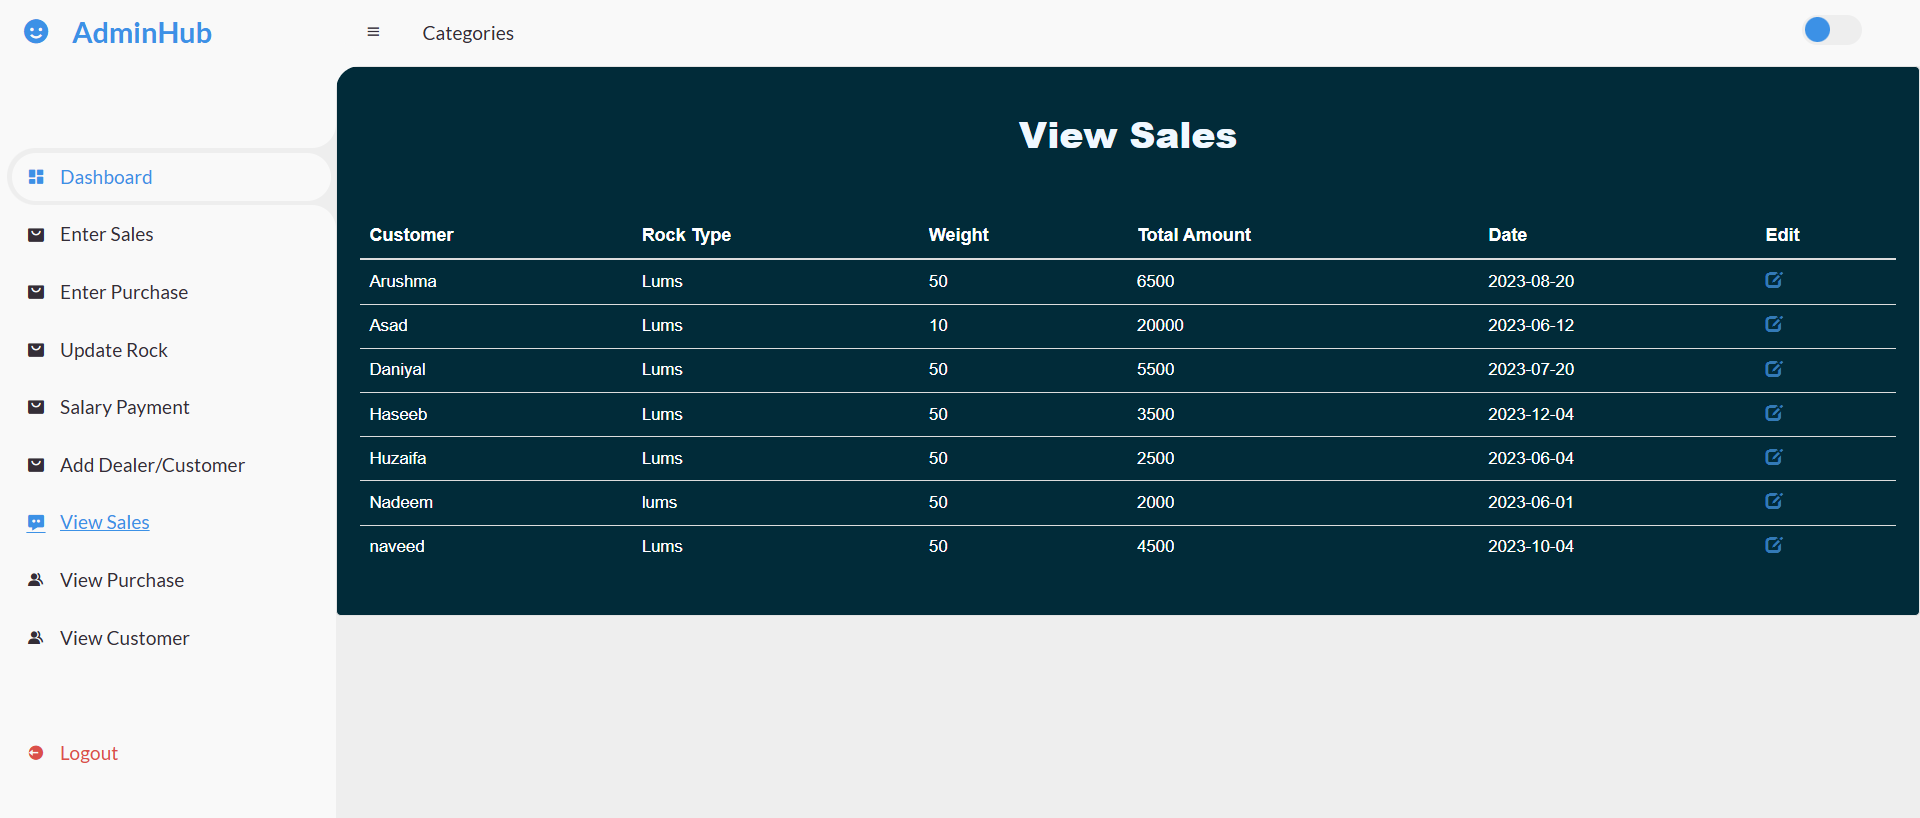 AdminHub
Categories
Dashboard
Enter Sales
Enter Purchase
Update Rock
Salary Payment
Add Dealer/Customer
View Sales
View Purchase
View Customer
Logout
View Sales
Customer Rock Type Weight Total Amount Date Edit
Arushma Lums 50 6500 2023-08-20
Asad Lums 10 20000 2023-06-12
Daniyal Lums 50 5500 2023-07-20
Haseeb Lums 50 3500 2023-12-04
Huzaifa Lums 50 2500 2023-06-04
Nadeem lums 50 2000 2023-06-01
naveed Lums 50 4500 2023-10-04